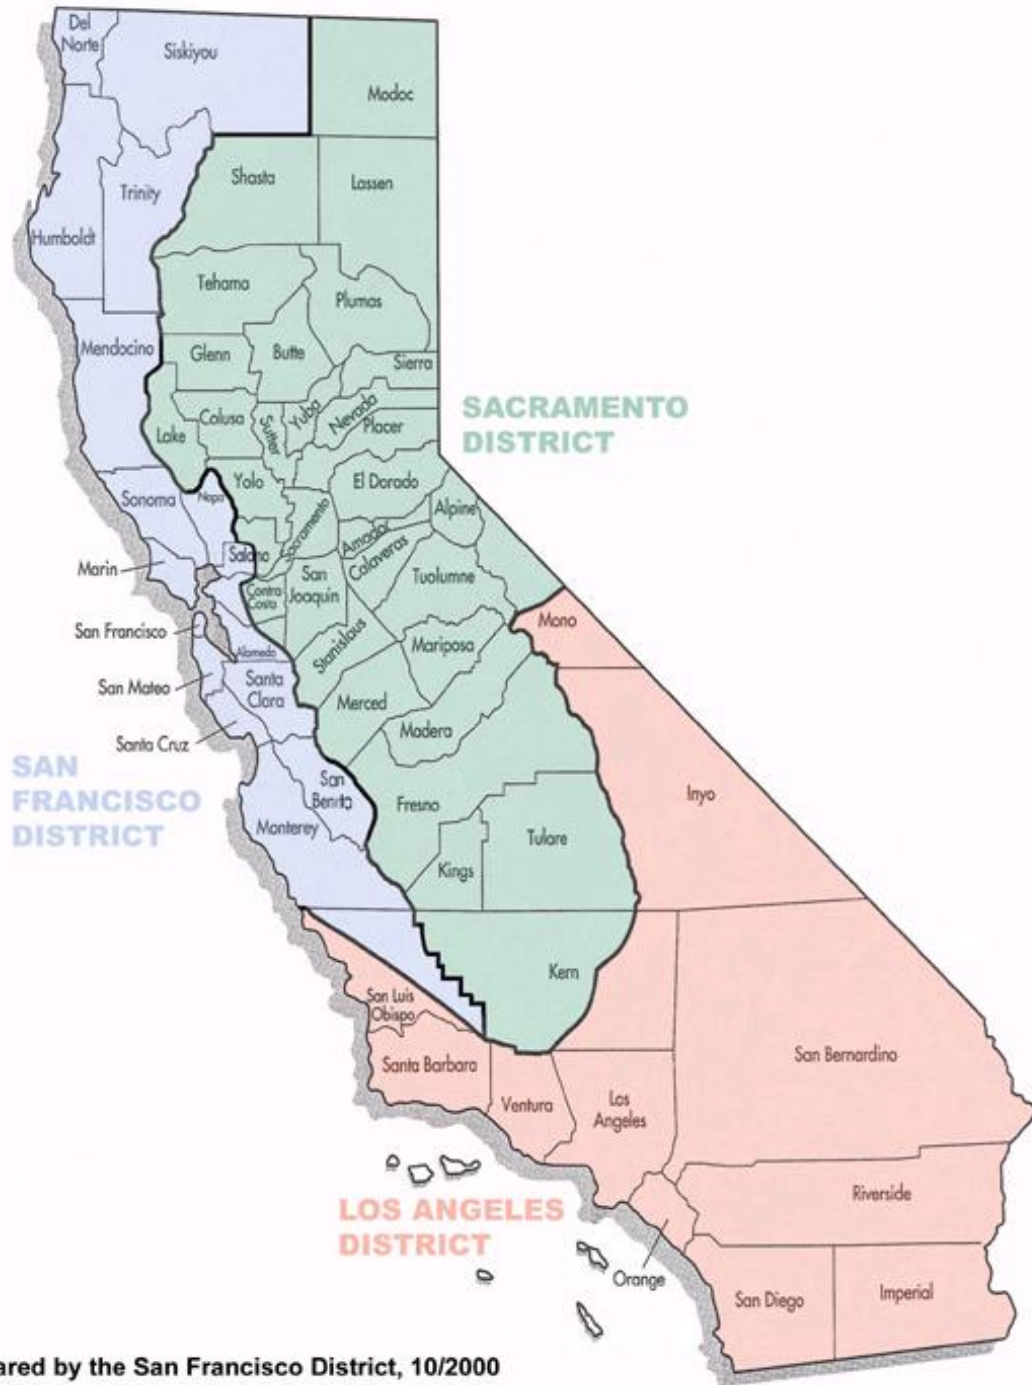 Del
Norte
Siskiyou
Modoc
Shasta
Lassen
Trinity
Humboldt
Tehama
Plumas
Mendocino
Glenn
Butte
Sierra
Colusa
Sutter
Yuba
Nevada
Placer
Lake
SACRAMENTO
DISTRICT
Yolo
El Dorado
Sonoma
Napa
Sacramento
Alpine
Amador
Calaveras
Solano
Marin
Contra
Costa
San
Joaquin
Tuolumne
Mono
San Francisco
Stanislaus
Mariposa
Alameda
San Mateo
Santa
Clara
Merced
Madera
Santa Cruz
SAN
FRANCISCO
DISTRICT
San
Benito
Fresno
Inyo
Monterey
Tulare
Kings
Kern
San Luis
Obispo
San Bernardino
Santa Barbara
Ventura
Los
Angeles
Riverside
LOS ANGELES
DISTRICT
Orange
San Diego
Imperial
ared by the San Francisco District, 10/2000